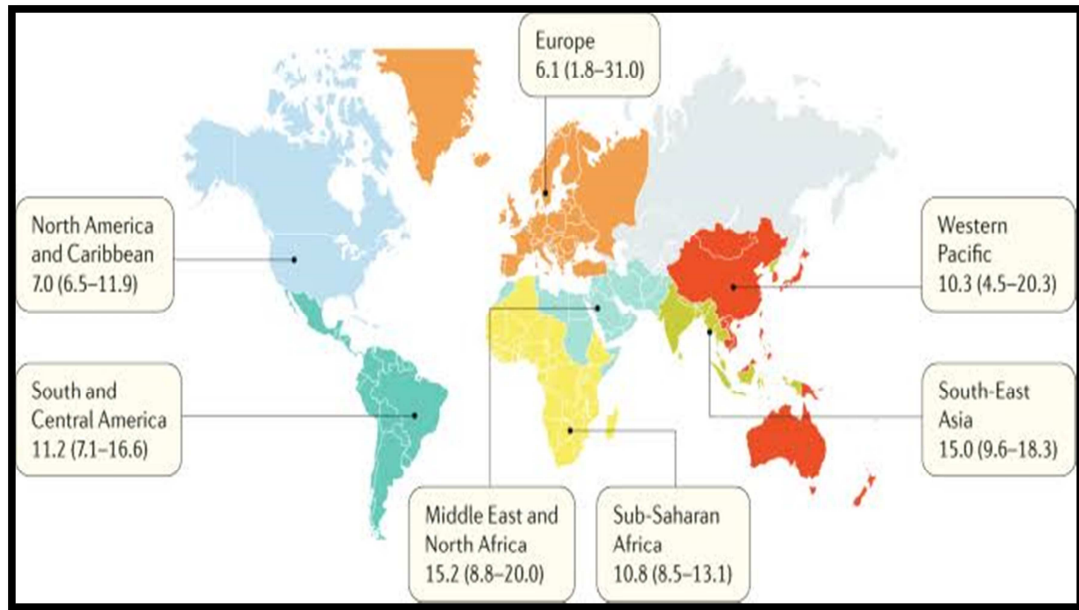 Europe
6.1 (1.8–31.0)
North America
and Caribbean
7.0 (6.5–11.9)
Western
Pacific
10.3 (4.5–20.3)
South and
Central America
11.2 (7.1–16.6)
South-East
Asia
15.0 (9.6–18.3)
Middle East and
North Africa
15.2 (8.8–20.0)
Sub-Saharan
Africa
10.8 (8.5–13.1)